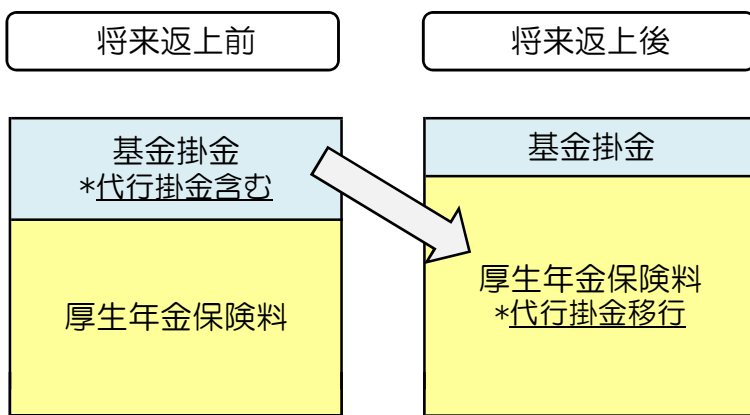 将来返上前
将来返上後
基金掛金
*代行掛金含む
厚生年金保険料
基金掛金
厚生年金保険料
*代行掛金移行